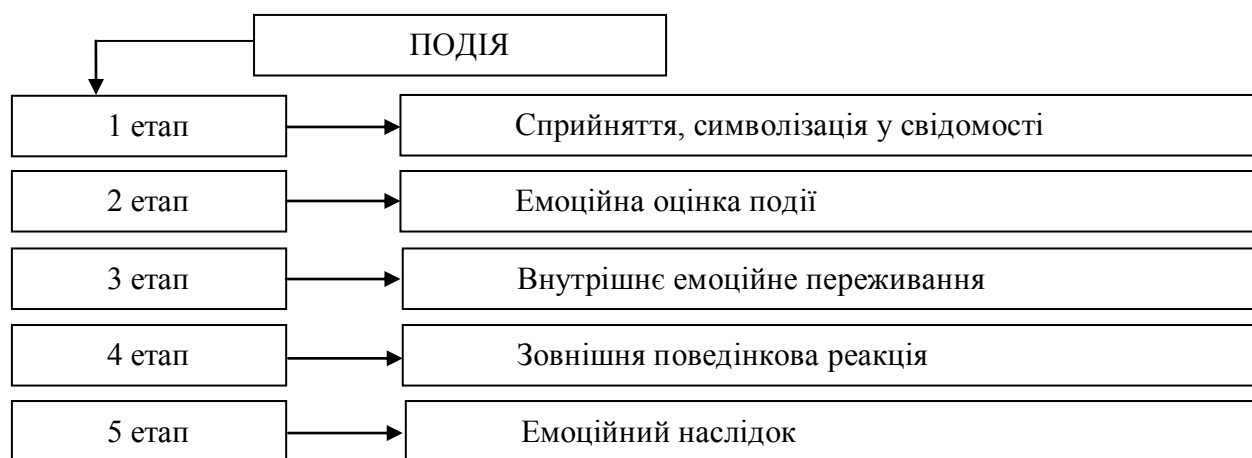 ПОДІЯ
1 етап
Сприйняття, символізація у свідомості
2 етап
Емоційна оцінка події
3 етап
Внутрішнє емоційне переживання
4 етап
Зовнішня поведінкова реакція
5 етап
Емоційний наслідок